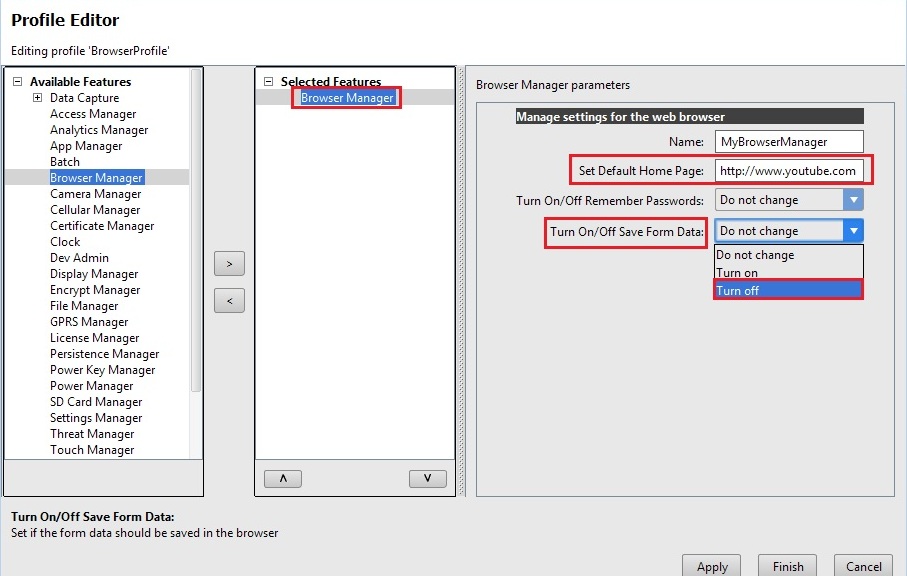 Profile Editor
Editing profile 'BrowserProfile'
Available Features
Data Capture
Access Manager
Analytics Manager
App Manager
Batch
Browser Manager
Camera Manager
Cellular Manager
Certificate Manager
Clock
Dev Admin
Display Manager
Encrypt Manager
File Manager
GPRS Manager
License Manager
Persistence Manager
Power Key Manager
Power Manager
SD Card Manager
Settings Manager
Threat Manager
Touch Manager
>
<
Selected Features
Browser Manager
Λ
V
Browser Manager parameters
Manage settings for the web browser
Name: MyBrowserManager
Set Default Home Page: http://www.youtube.com
Turn On/Off Remember Passwords: Do not change
Turn On/Off Save Form Data: Do not change
Do not change
Turn on
Turn off
Turn On/Off Save Form Data:
Set if the form data should be saved in the browser
Apply Finish Cancel